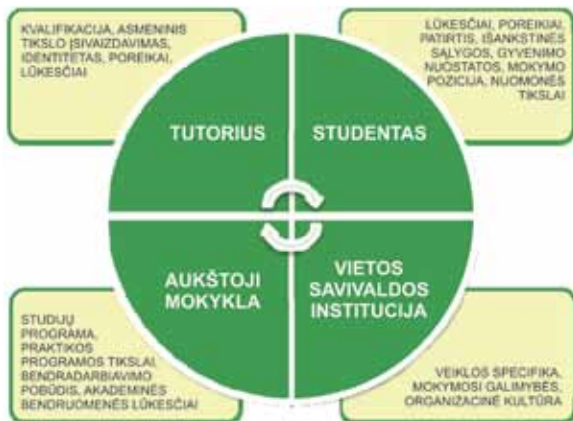 KVALIFIKACIJA, ASMENINIS
TIKSLO ĮSIVAIZDAVIMAS,
IDENTITETAS, POREIKAI,
LŪKESČIAI
LŪKESČIAI, POREIKIAI,
PATIRTIS, IŠANKSTINĖS
SĄLYGOS, GYVENIMO
NUOSTATOS, MOKYMO
POZICIJA, NUOMONĖS
TIKSLAI
TUTORIUS
STUDENTAS
AUKŠTOJI
MOKYKLA
VIETOS
SAVIVALDOS
INSTITUCIJA
STUDIJŲ
PROGRAMA,
PRAKTIKOS
PROGRAMOS TIKSLAI,
BENDRADARBIAVIMO
POBŪDIS, AKADEMINĖS
BENDRUOMENĖS LŪKESČIAI
VEIKLOS SPECIFIKA,
MOKYMOSI GALIMYBĖS,
ORGANIZACINĖ KULTŪRA